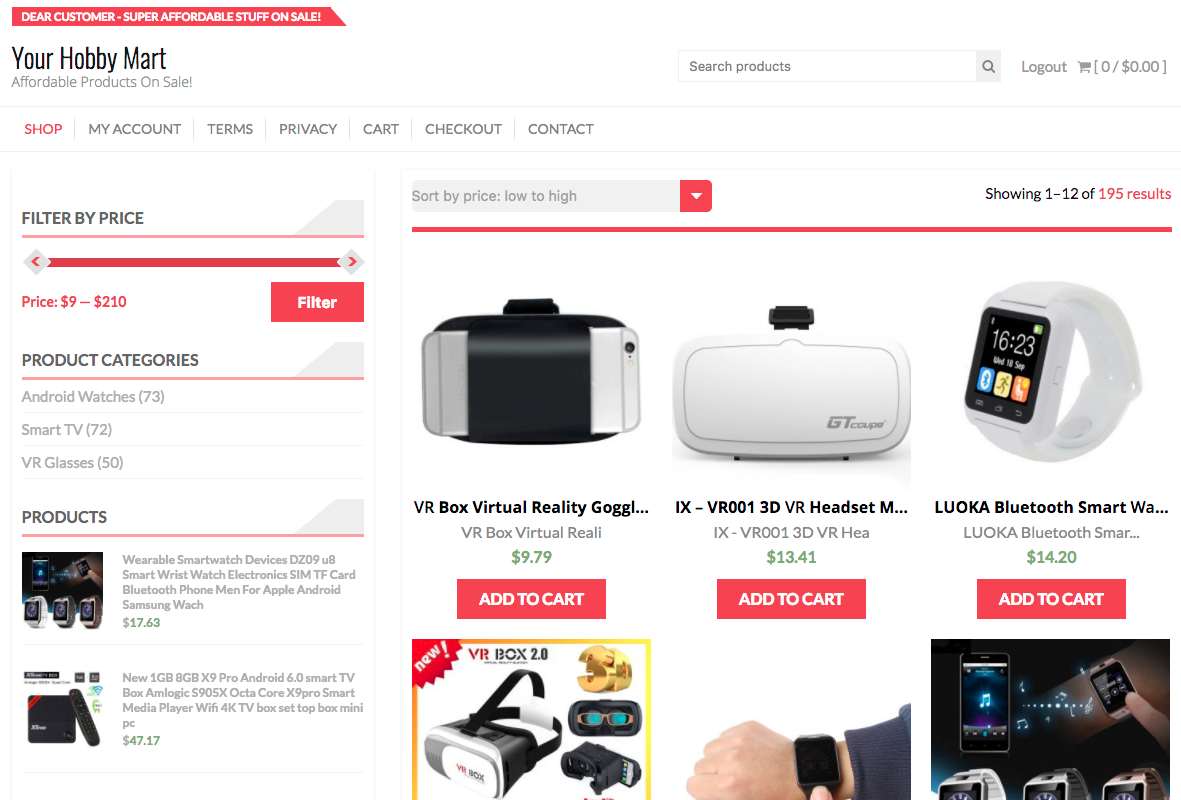 DEAR CUSTOMER - SUPER AFFORDABLE STUFF ON SALE!
Your Hobby Mart
Affordable Products On Sale!
Search products
Logout [ 0 / $0.00 ]
SHOP MY ACCOUNT TERMS PRIVACY CART CHECKOUT CONTACT
FILTER BY PRICE
Price: $9 — $210
Filter
PRODUCT CATEGORIES
Android Watches (73)
Smart TV (72)
VR Glasses (50)
PRODUCTS
Wearable Smartwatch Devices DZ09 u8
Smart Wrist Watch Electronics SIM TF Card
Bluetooth Phone Men For Apple Android
Samsung Wach
$17.63
New 1GB 8GB X9 Pro Android 6.0 smart TV
Box Amlogic S905X Octa Core X9pro Smart
Media Player Wifi 4K TV box set top box mini
pc
$47.17
Sort by price: low to high
Showing 1–12 of 195 results
GT coupe
16:23
Wed 10 Sep
VR Box Virtual Reality Goggl...
VR Box Virtual Reali
$9.79
ADD TO CART
IX – VR001 3D VR Headset M...
IX - VR001 3D VR Hea
$13.41
ADD TO CART
LUOKA Bluetooth Smart Wa...
LUOKA Bluetooth Smar...
$14.20
ADD TO CART
new!
VR BOX 2.0
VR BOX